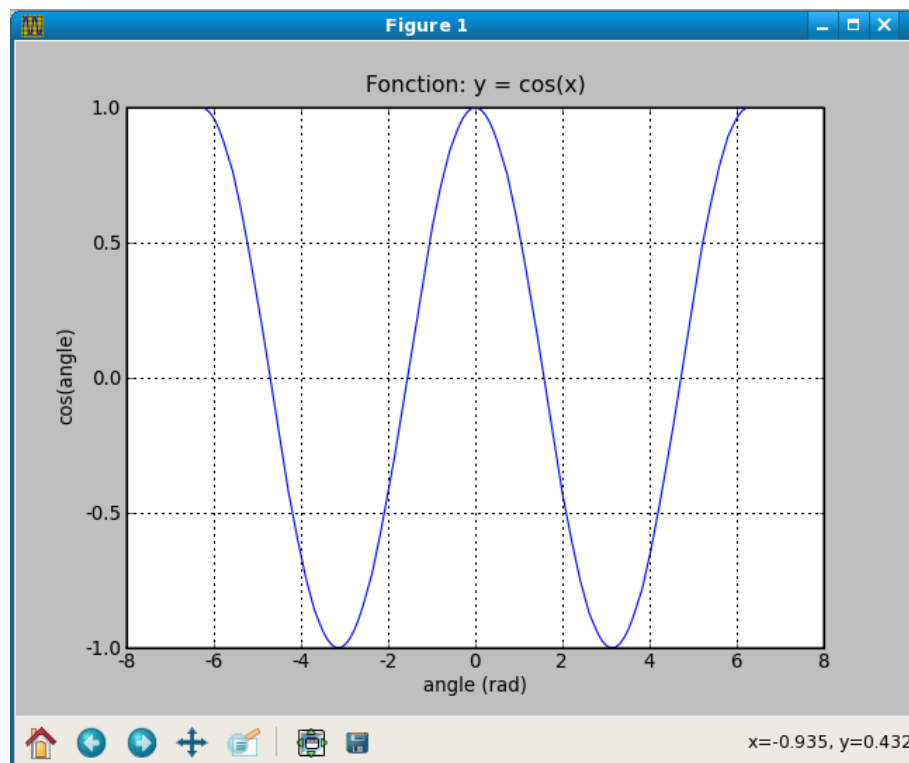 Figure 1
Fonction: y = cos(x)
1.0
0.5
0.0
-0.5
-1.0
cos(angle)
-8 -6 -4 -2 0 2 4 6 8
angle (rad)
x=-0.935, y=0.432